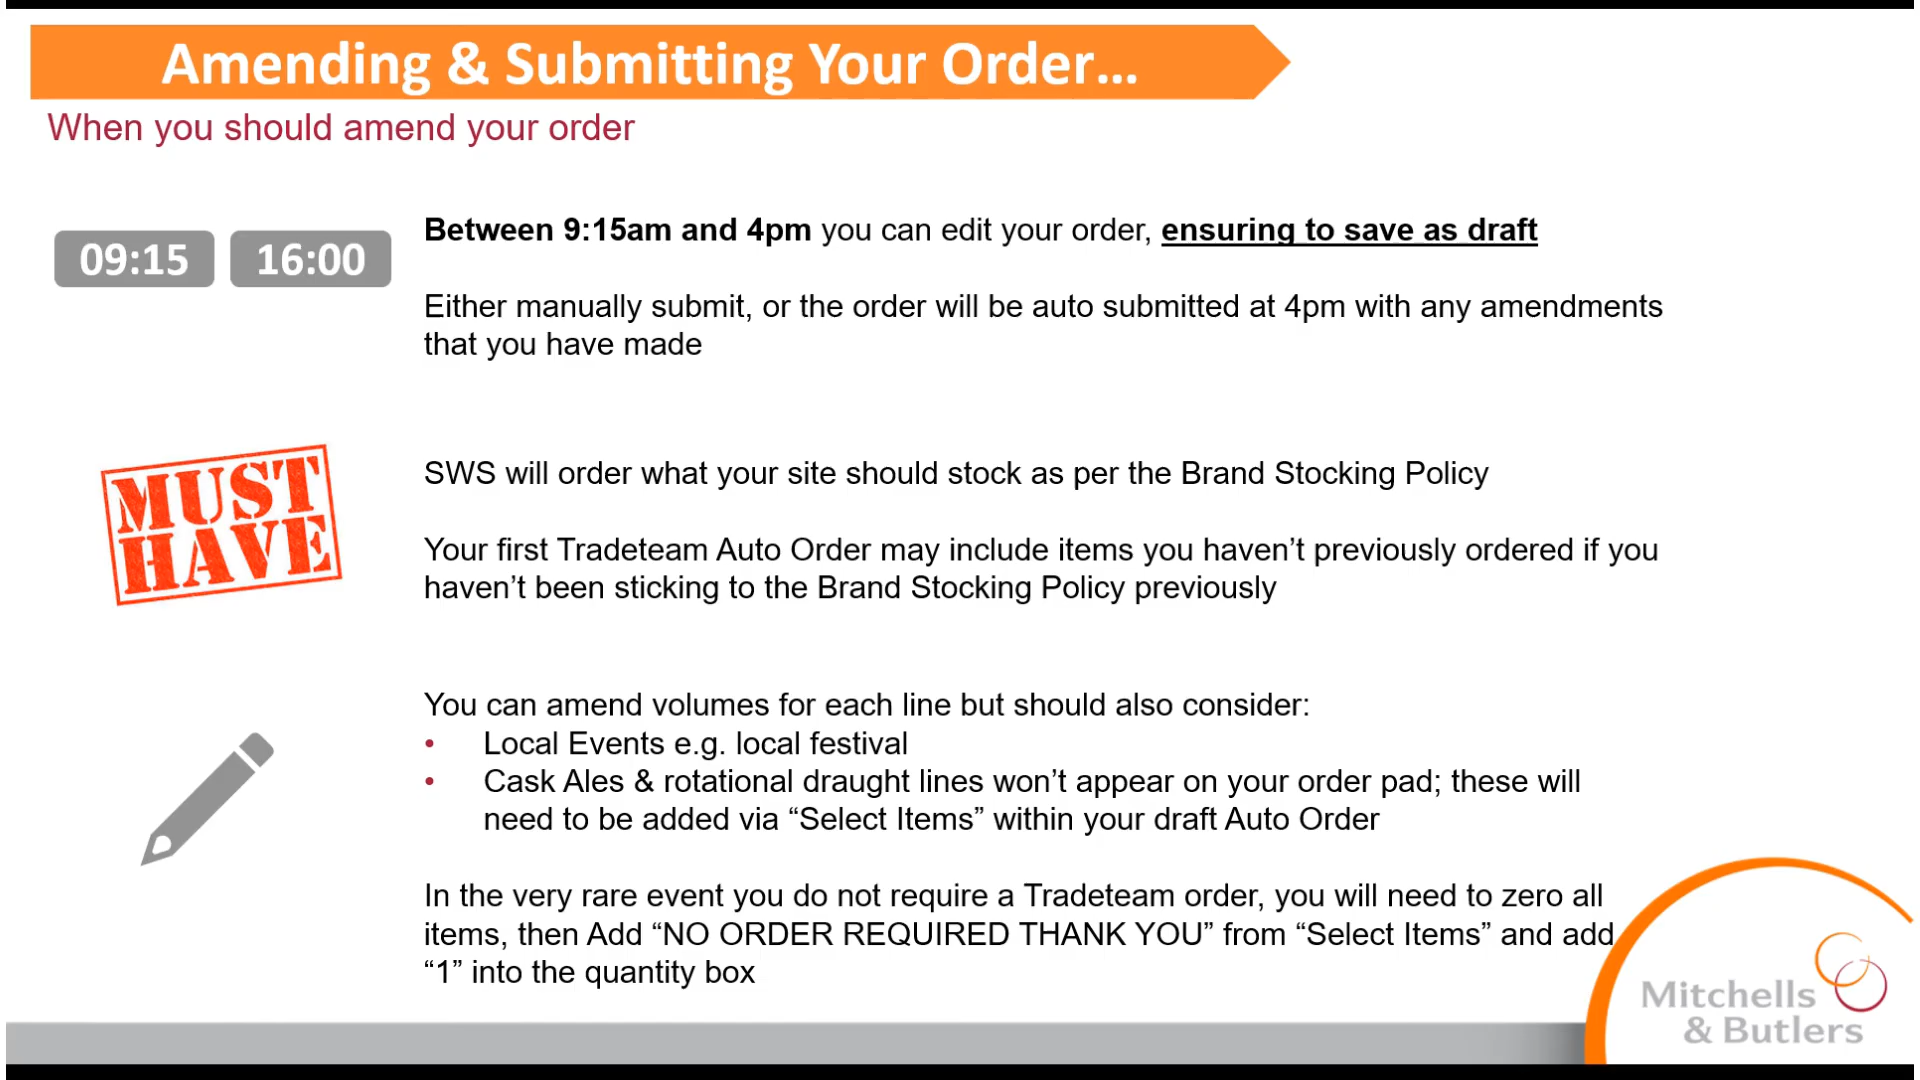 Amending & Submitting Your Order...
When you should amend your order
09:15 16:00
Between 9:15am and 4pm you can edit your order, ensuring to save as draft
Either manually submit, or the order will be auto submitted at 4pm with any amendments
that you have made
MUST
HAVE
SWS will order what your site should stock as per the Brand Stocking Policy
Your first Tradeteam Auto Order may include items you haven’t previously ordered if you
haven’t been sticking to the Brand Stocking Policy previously
You can amend volumes for each line but should also consider:
• Local Events e.g. local festival
• Cask Ales & rotational draught lines won’t appear on your order pad; these will
need to be added via “Select Items” within your draft Auto Order
In the very rare event you do not require a Tradeteam order, you will need to zero all
items, then Add “NO ORDER REQUIRED THANK YOU” from “Select Items” and add
“1” into the quantity box
Mitchells
& Butlers